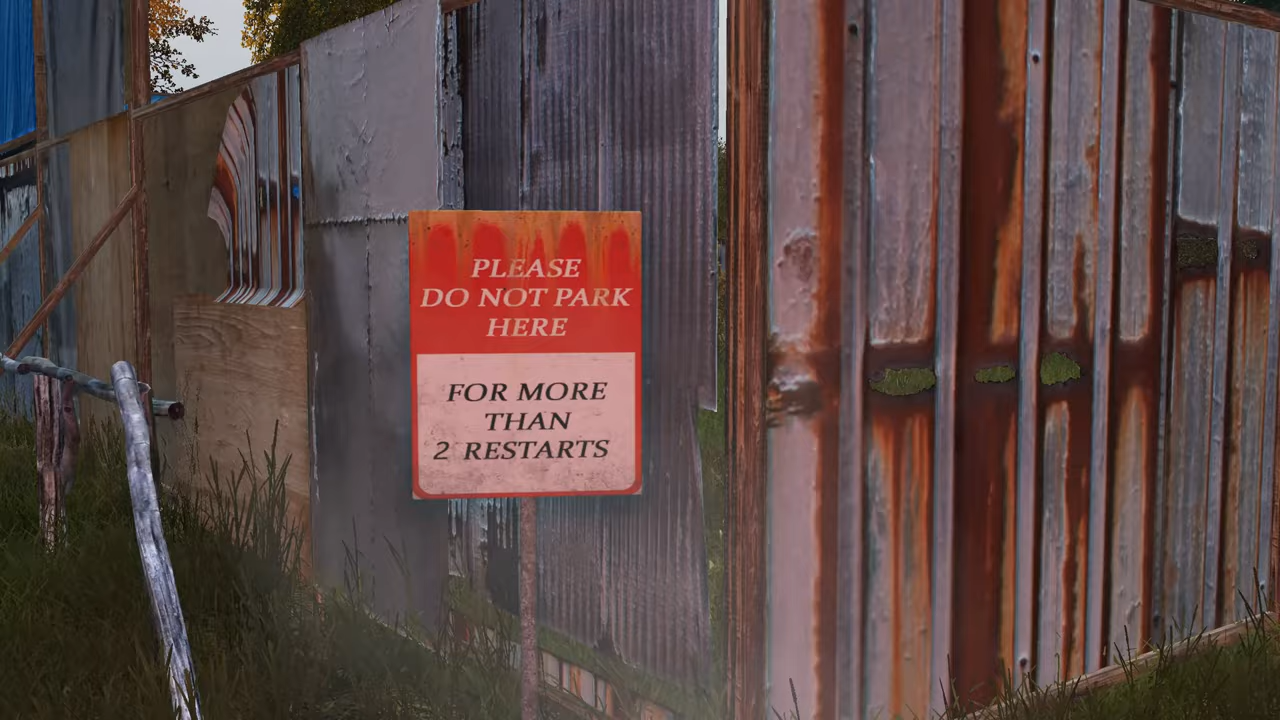 PLEASE
DO NOT PARK
HERE
FOR MORE
THAN
2 RESTARTS